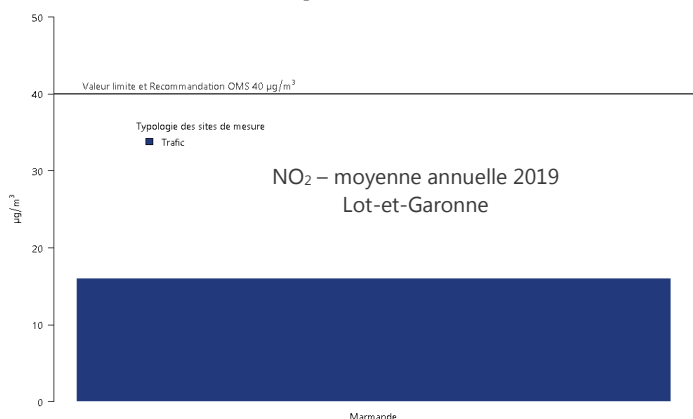 50
Valeur limite et Recommandation OMS 40 µg/m³
40
Typologie des sites de mesure
Trafic
30
NO₂ – moyenne annuelle 2019
Lot-et-Garonne
µg/m³
20
10
0
Marmande